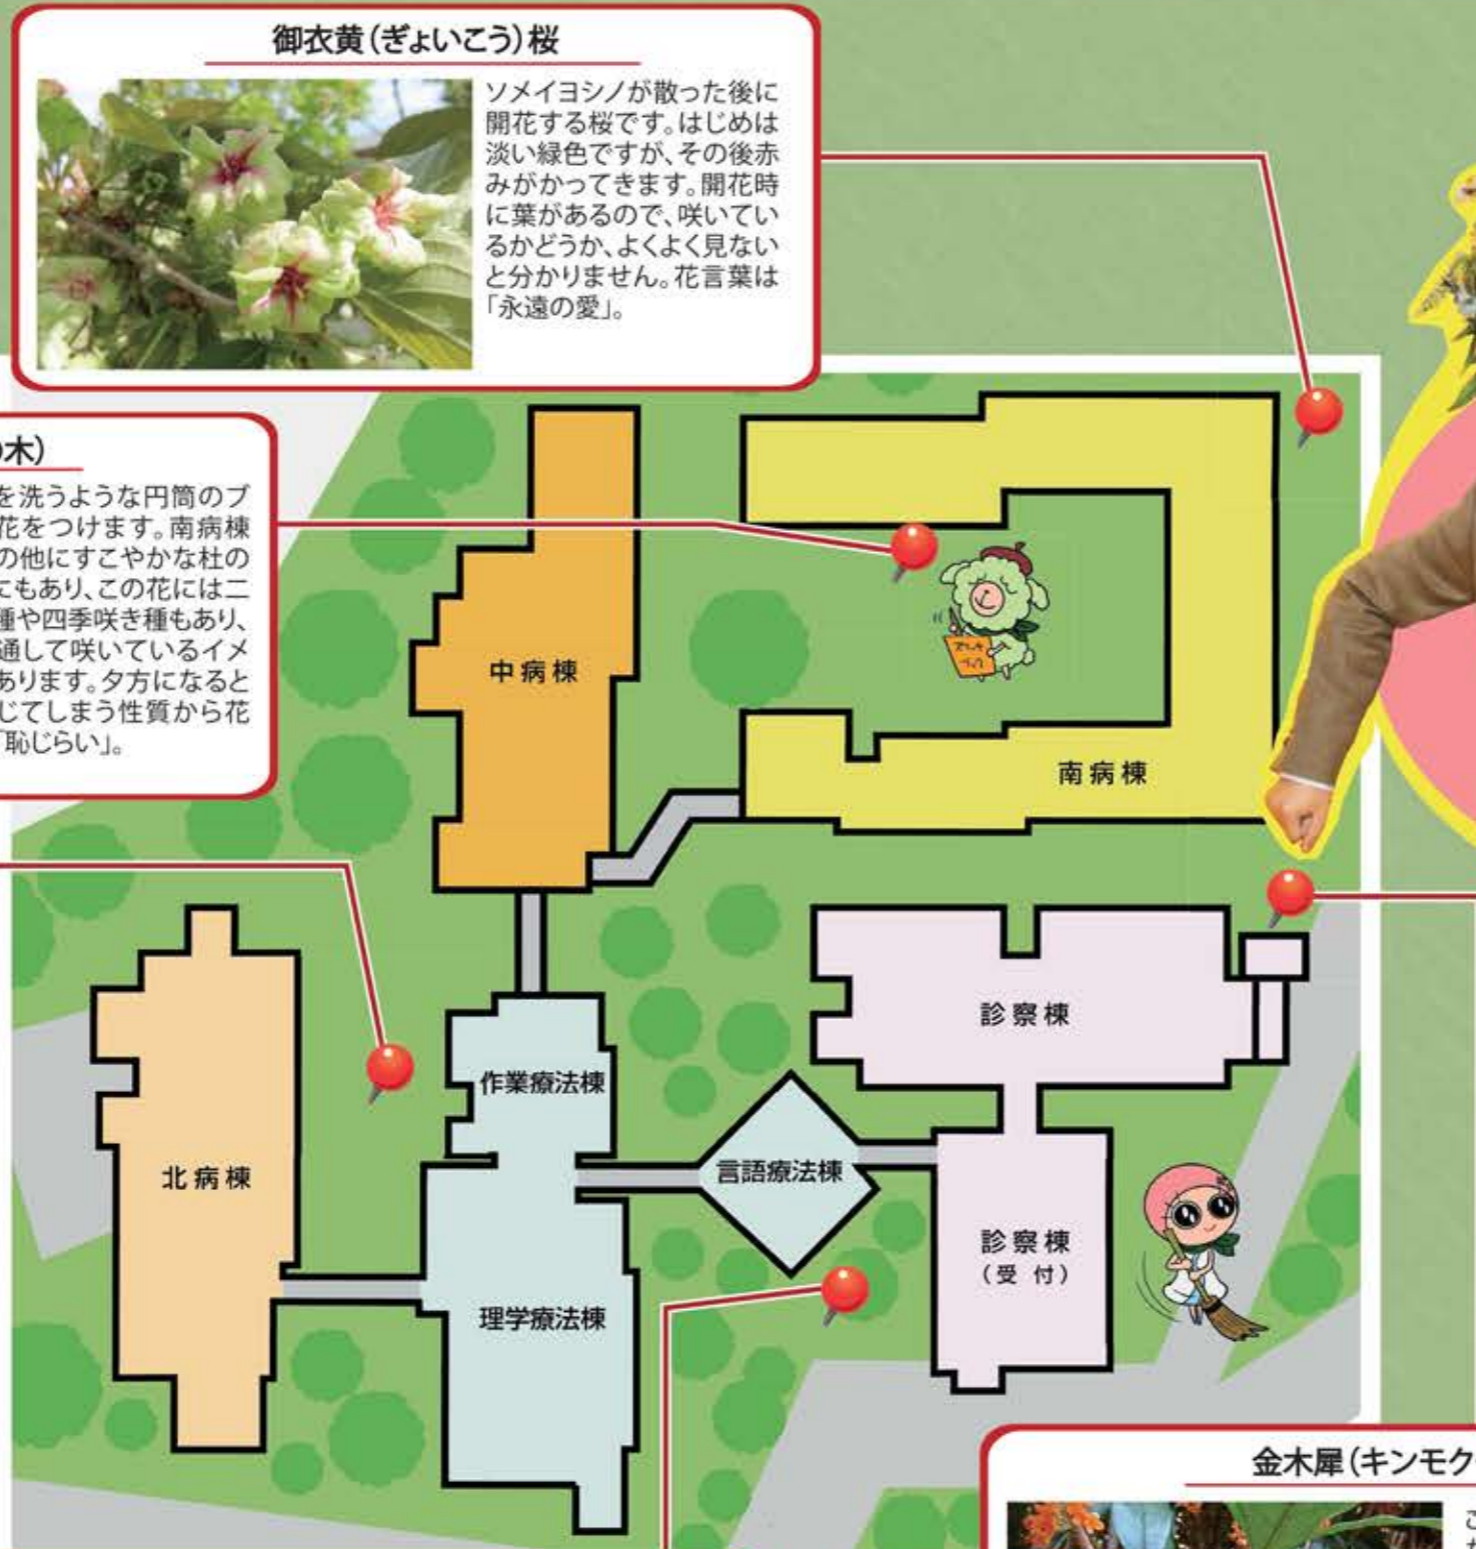 御衣黄(ぎょいこう)桜
ソメイヨシノが散った後に
開花する桜です。はじめは
淡い緑色ですが、その後赤
みがかってきます。開花時
に葉があるので、咲いてい
るかどうか、よくよく見ない
と分かりません。花言葉は
「永遠の愛」。
の木)
を洗うような円筒のブ
花をつけます。南病棟
の他にすこやかな杜の
にもあり、この花には二
種や四季咲き種もあり、
通して咲いているイメ
あります。夕方になると
じてしまう性質から花
「恥じらい」。
中病棟
南病棟
診察棟
作業療法棟
言語療法棟
北病棟
診察棟
(受付)
理学療法棟
金木犀(キンモク